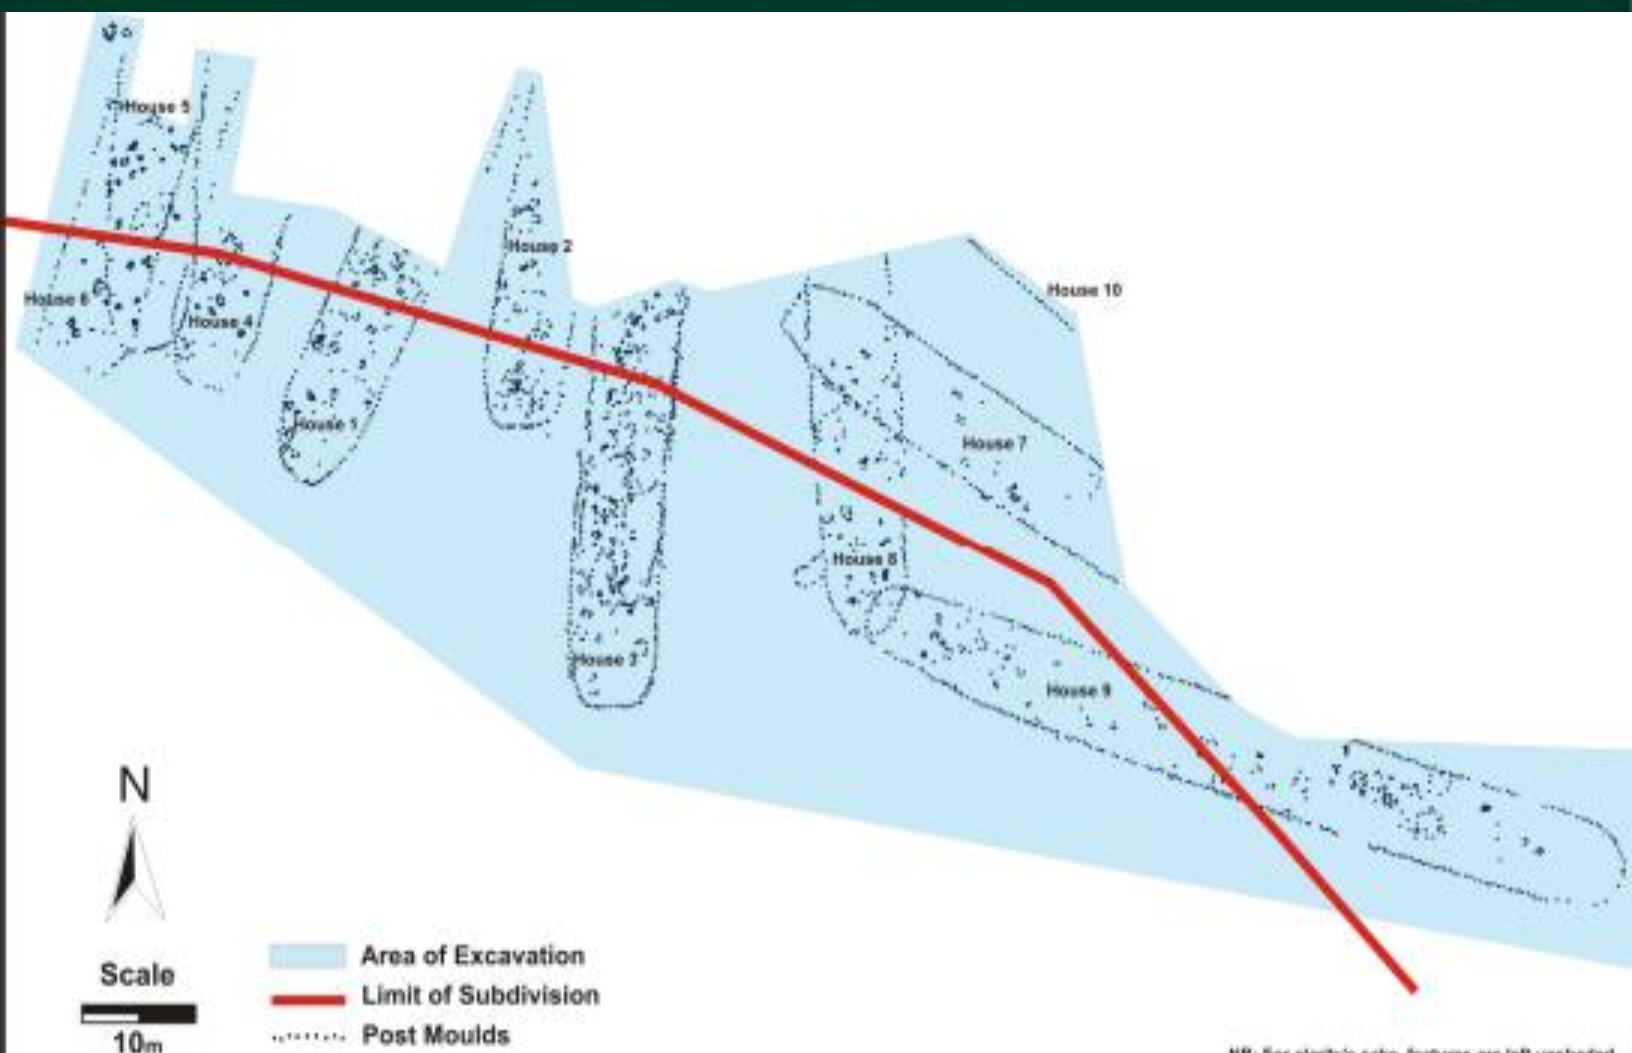 House 5
House 2
House 10
House 6
House 4
House 1
House 7
House 8
House 3
House 9
N
Scale
10m
Area of Excavation
Limit of Subdivision
Post Moulds